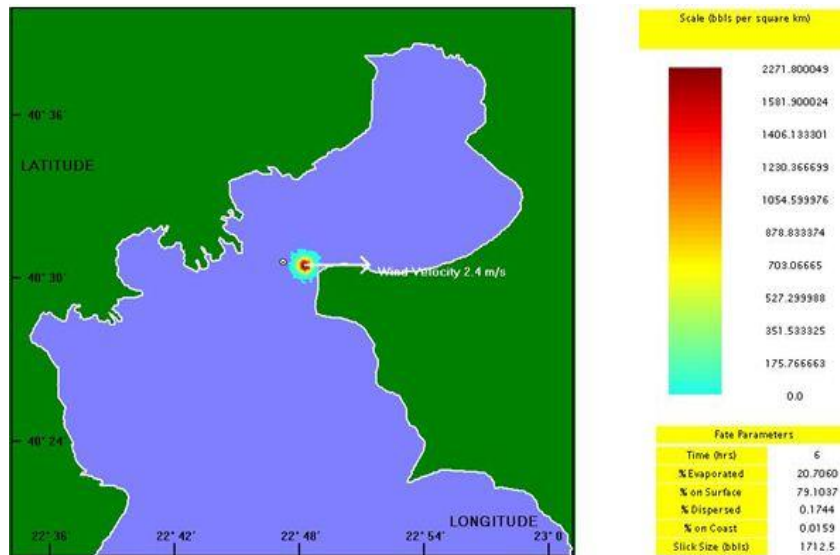 40° 36'
LATITUDE
40° 30'
Wind Velocity 2.4 m/s
40° 24'
LONGITUDE
22° 36'
22° 42'
22° 48'
22° 54'
23° 0
Scale (bbls per square km)
2271.800049
1581.900024
1406.133301
1230.366699
1054.599976
878.833374
703.06665
527.299988
351.533325
175.766663
0.0
Fate Parameters
Time (hrs) 6
% Evaporated 20.7060
% on Surface 79.1037
% Dispersed 0.1744
% on Coast 0.0159
Slick Size (bbls) 1712.5